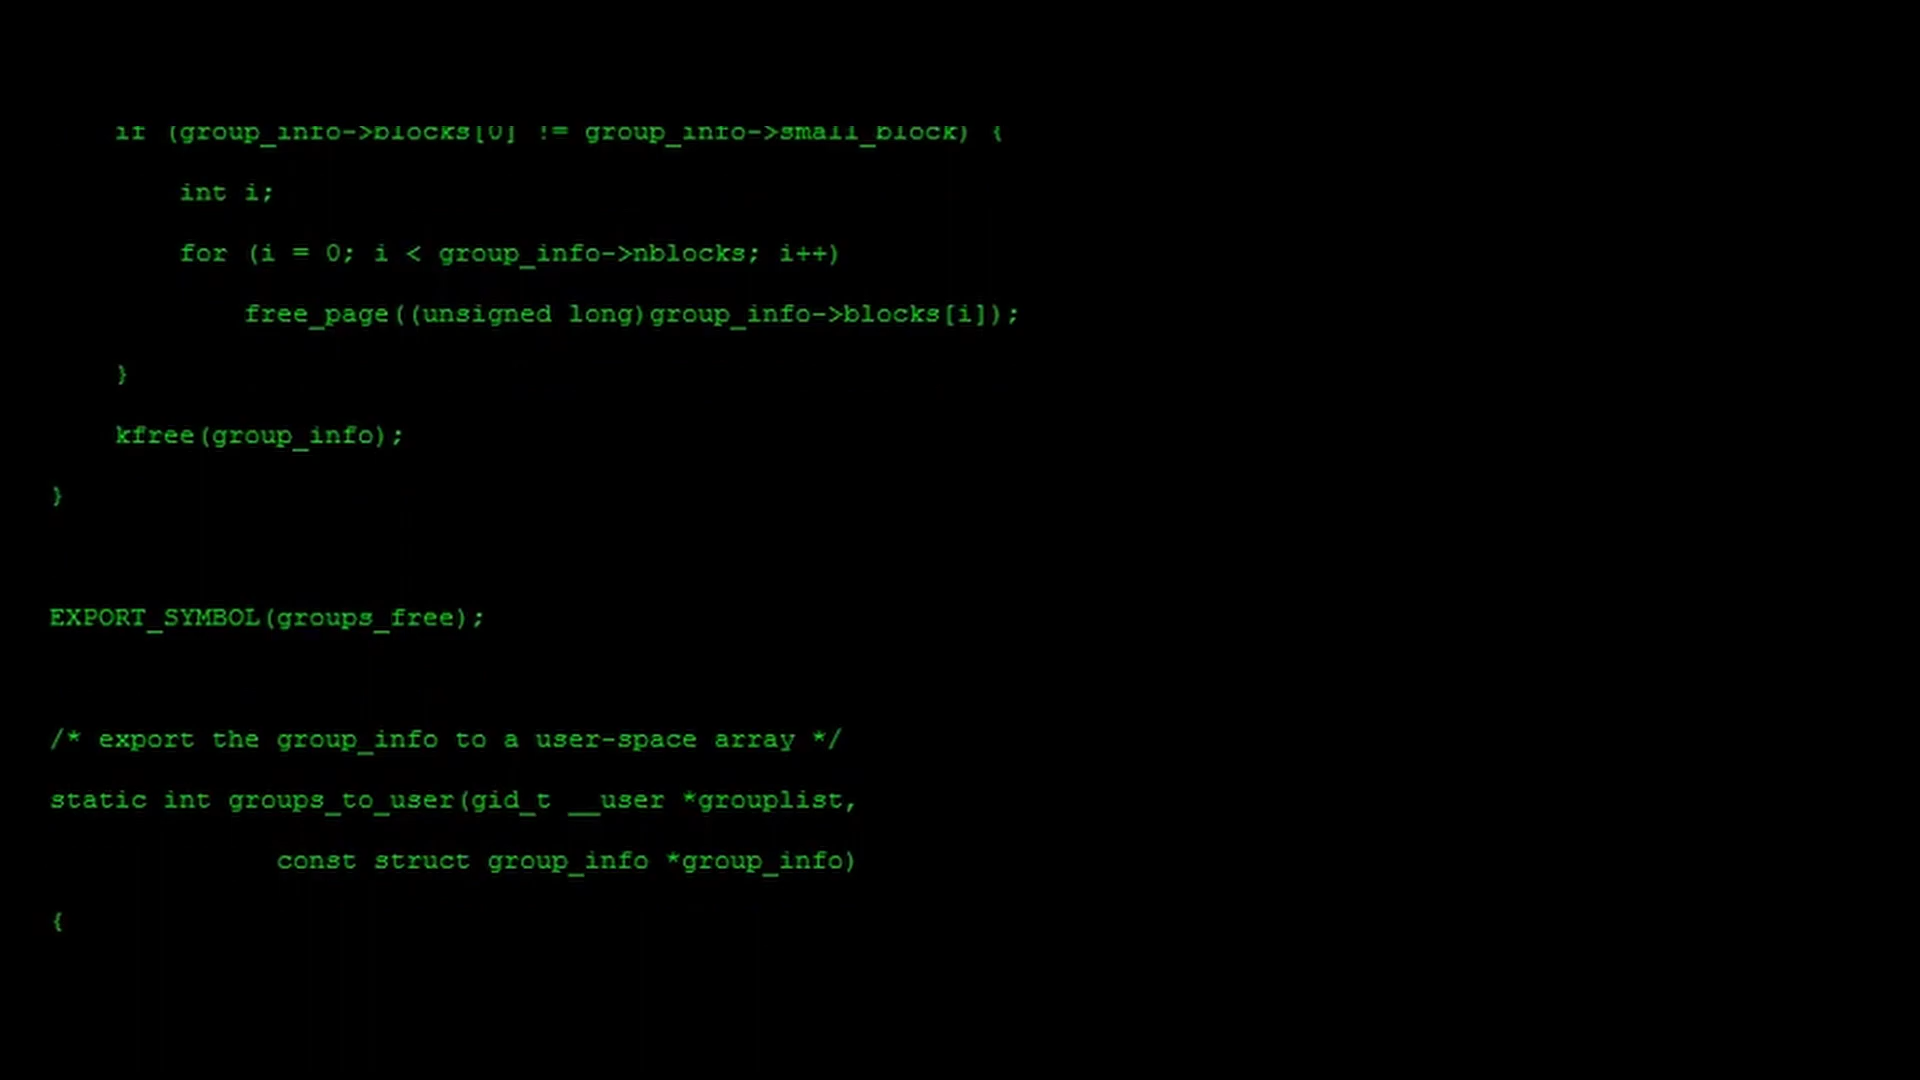 if (group_info->blocks[0] != group_info->small_block) {
int i;
for (i = 0; i < group_info->nblocks; i++)
free_page((unsigned long)group_info->blocks[i]);
}
kfree(group_info);
}
EXPORT_SYMBOL(groups_free);
/* export the group_info to a user-space array */
static int groups_to_user(gid_t __user *grouplist,
const struct group_info *group_info)
{